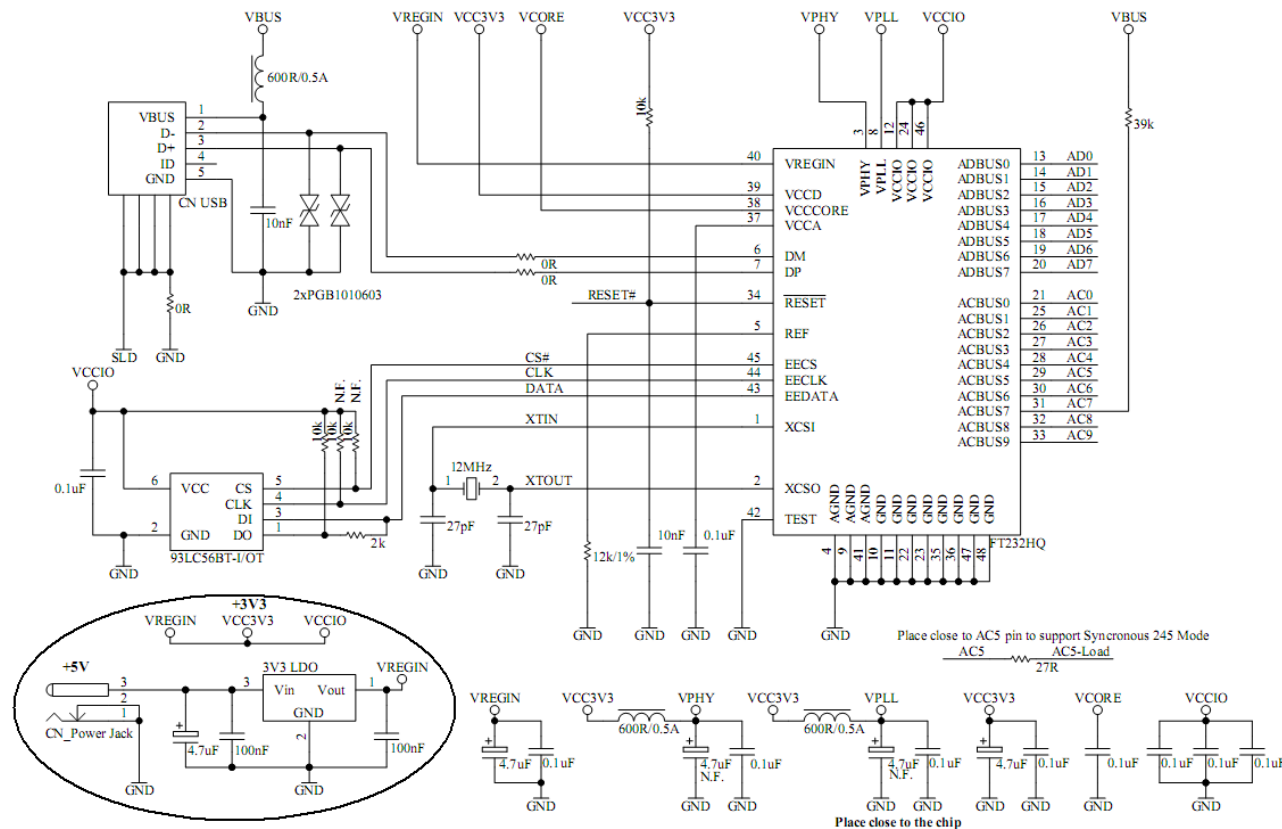 VBUS
VREGIN
VCC3V3
VCORE
VCC3V3
VPHY
VPLL
VCCIO
VBUS
600R/0.5A
10k
39k
VBUS 1
D- 2
D+ 3
ID 4
GND 5
CN USB
10nF
2xPGB1010603
0R
SLD
GND
GND
0R
0R
RESET#
3
8
12
24
46
VPHY
VPLL
VCCIO
VCCIO
VCCIO
40 VREGIN
39 VCCD
38 VCCCORE
37 VCCA
6 DM
7 DP
34 RESET
5 REF
45 EECS
44 EECLK
43 EEDATA
1 XCSI
2 XCSO
42 TEST
ADBUS0 13 AD0
ADBUS1 14 AD1
ADBUS2 15 AD2
ADBUS3 16 AD3
ADBUS4 17 AD4
ADBUS5 18 AD5
ADBUS6 19 AD6
ADBUS7 20 AD7
ACBUS0 21 AC0
ACBUS1 25 AC1
ACBUS2 26 AC2
ACBUS3 27 AC3
ACBUS4 28 AC4
ACBUS5 29 AC5
ACBUS6 30 AC6
ACBUS7 31 AC7
ACBUS8 32 AC8
ACBUS9 33 AC9
AGND
AGND
AGND
GND
GND
GND
GND
GND
GND
GND
GND
FT232HQ
4
9
41
10
11
22
23
35
36
47
48
GND
CS#
CLK
DATA
XTIN
XTOUT
12MHz
1
2
27pF
27pF
GND
GND
12k/1%
10nF
0.1uF
GND
GND
GND
GND
VCCIO
N.F.
N.F.
10k
10k
10k
0.1uF
6 VCC CS 5
CLK 4
DI 3
2 GND DO 1
2k
93LC56BT-I/OT
GND
+3V3
VREGIN
VCC3V3
VCCIO
+5V
3V3 LDO
VREGIN
3
2
1
3 Vin Vout 1
GND
2
CN_Power Jack
4.7uF
100nF
100nF
GND
GND
Place close to AC5 pin to support Syncronous 245 Mode
AC5 AC5-Load
27R
VREGIN
4.7uF
0.1uF
GND
VCC3V3
VPHY
600R/0.5A
4.7uF
N.F.
0.1uF
GND
GND
VCC3V3
VPLL
600R/0.5A
4.7uF
N.F.
0.1uF
GND
GND
VCC3V3
4.7uF
0.1uF
GND
GND
VCORE
0.1uF
GND
VCCIO
0.1uF
0.1uF
0.1uF
GND
Place close to the chip